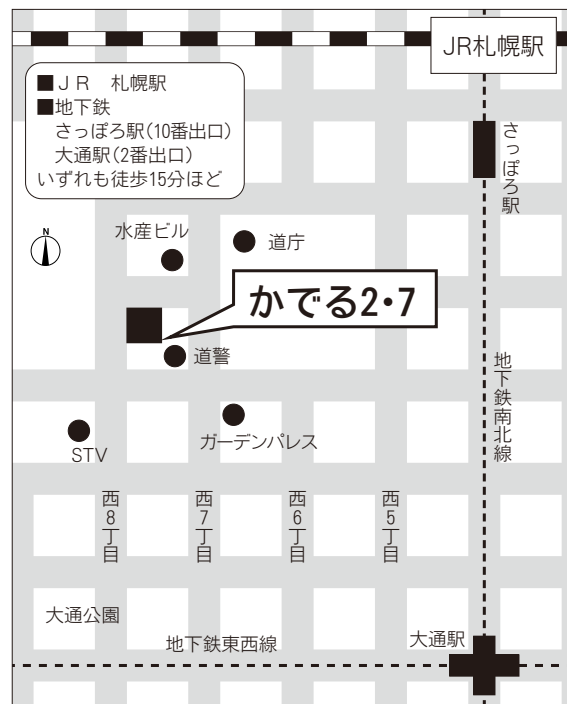 JR札幌駅
■JR 札幌駅
■地下鉄
さっぽろ駅(10番出口)
大通駅(2番出口)
いずれも徒歩15分ほど
さっぽろ駅
N
水産ビル
道庁
かでる2・7
道警
地下鉄南北線
ガーデンパレス
STV
西8丁目
西7丁目
西6丁目
西5丁目
大通公園
地下鉄東西線
大通駅